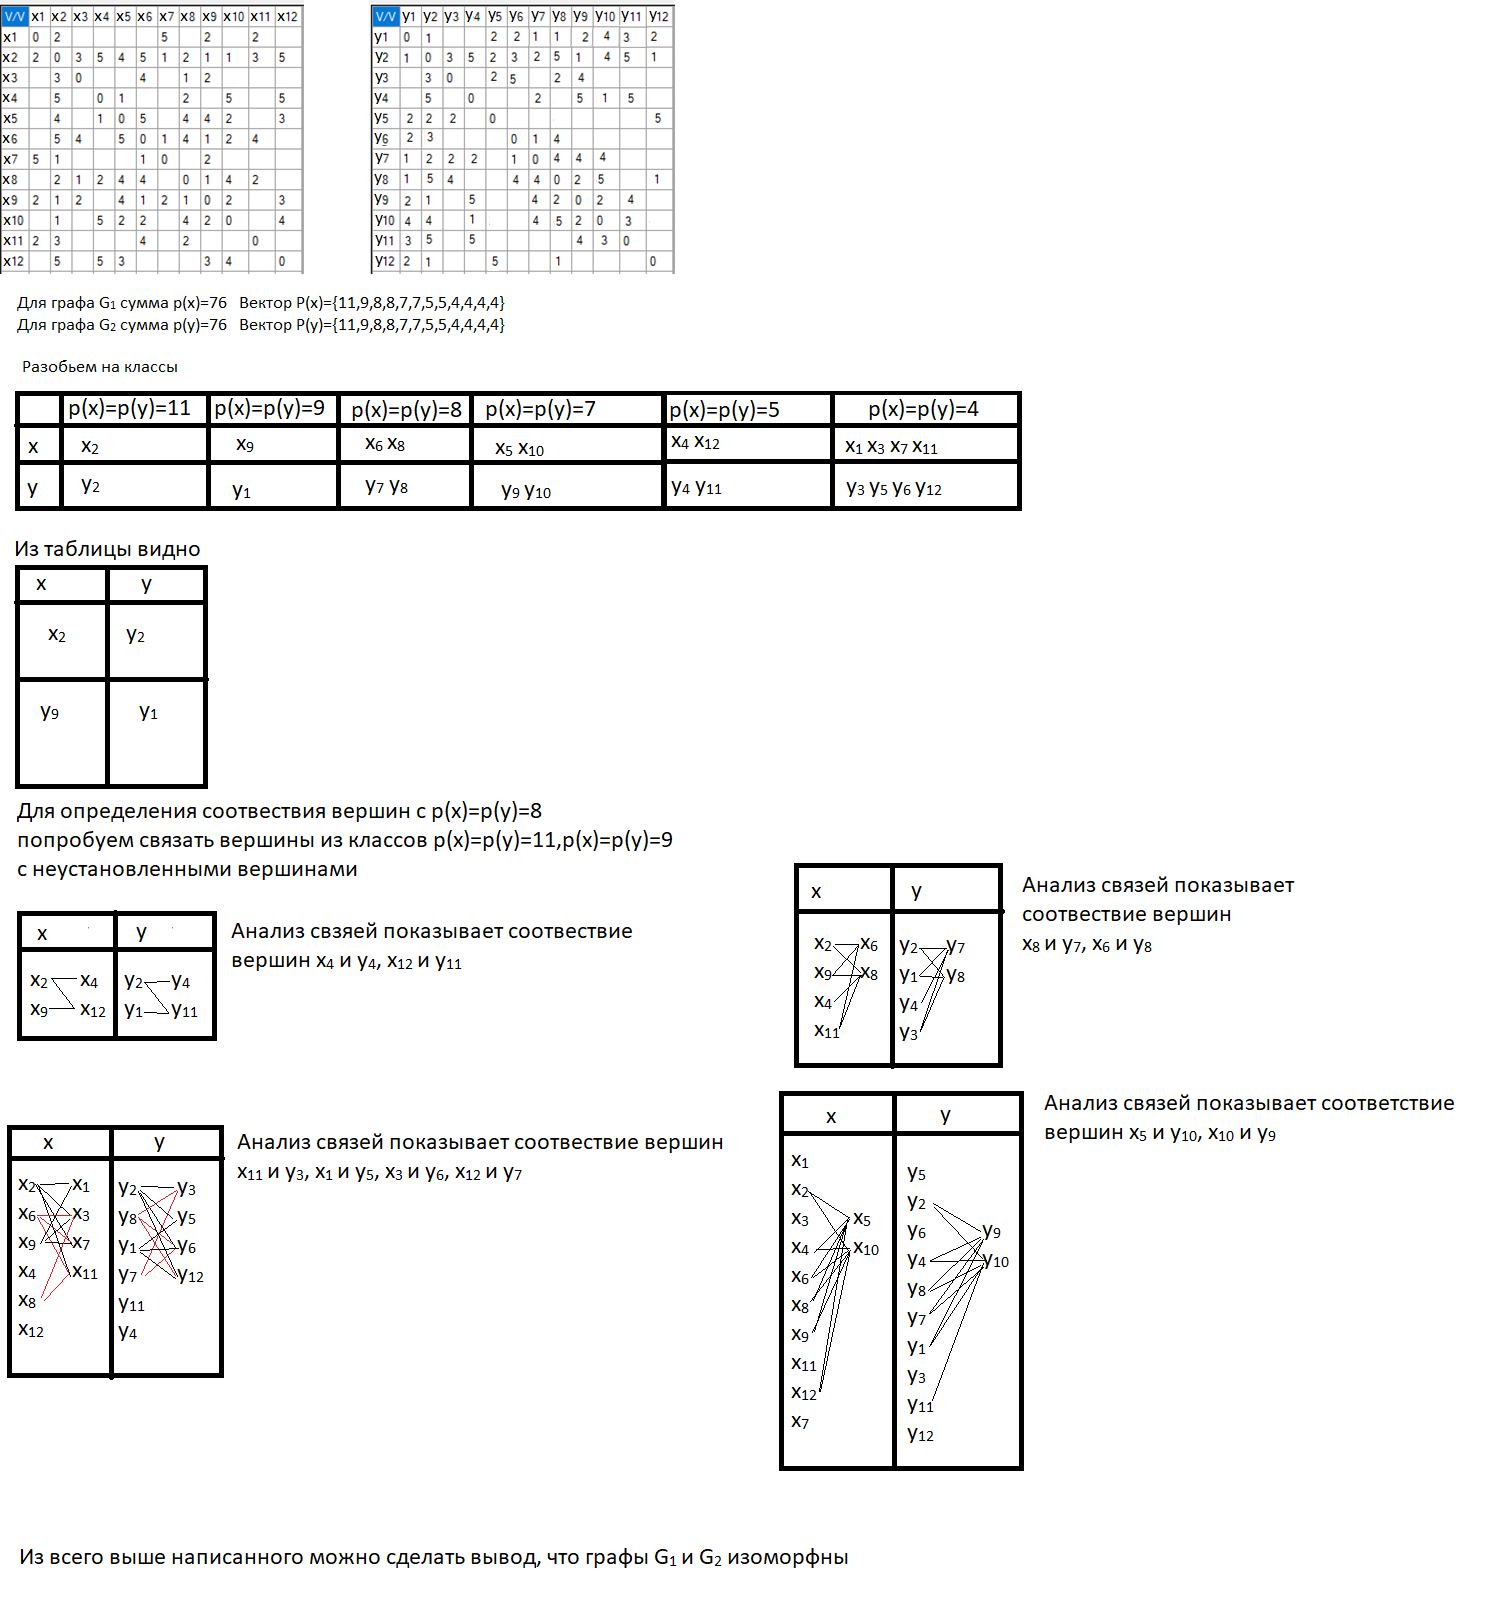 V/V x1 x2 x3 x4 x5 x6 x7 x8 x9 x10 x11 x12
x1 0 2 5 2 2
x2 2 0 3 5 4 5 1 2 1 1 3 5
x3 3 0 4 1 2
x4 5 0 1 2 5 5
x5 4 1 0 5 4 4 2 3
x6 5 4 5 0 1 4 1 2 4
x7 5 1 1 0 2
x8 2 1 2 4 4 0 1 4 2
x9 2 1 2 4 1 2 1 0 2 3
x10 1 5 2 2 4 2 0 4
x11 2 3 4 2 0
x12 5 5 3 3 4 0
V/V y1 y2 y3 y4 y5 y6 y7 y8 y9 y10 y11 y12
y1 0 1 2 2 1 1 2 4 3 2
y2 1 0 3 5 2 3 2 5 1 4 5 1
y3 3 0 2 5 2 4
y4 5 0 2 5 1 5
y5 2 2 2 0 5
y6 2 3 0 1 4
y7 1 2 2 2 1 0 4 4 4
y8 1 5 4 4 4 0 2 5 1
y9 2 1 5 4 2 0 2 4
y10 4 4 1 4 5 2 0 3
y11 3 5 5 4 3 0
y12 2 1 5 1 0
Для графа G1 сумма p(x)=76 Вектор P(x)={11,9,8,8,7,7,5,5,4,4,4,4}
Для графа G2 сумма p(y)=76 Вектор P(y)={11,9,8,8,7,7,5,5,4,4,4,4}
Разобьем на классы
p(x)=p(y)=11 p(x)=p(y)=9 p(x)=p(y)=8 p(x)=p(y)=7 p(x)=p(y)=5 p(x)=p(y)=4
x x2 x9 x6 x8 x5 x10 x4 x12 x1 x3 x7 x11
y y2 y1 y7 y8 y9 y10 y4 y11 y3 y5 y6 y12
Из таблицы видно
x y
x2 y2
y9 y1
Для определения соотвествия вершин с p(x)=p(y)=8
попробуем связать вершины из классов p(x)=p(y)=11,p(x)=p(y)=9
с неустановленными вершинами
x y
x2 x4 y2 y4
x9 x12 y1 y11
Анализ свзяей показывает соотвествие
вершин x4 и y4, x12 и y11
x y
x2 x6 y2 y7
x9 x8 y1 y8
x4 y4
x11 y3
Анализ связей показывает
соотвествие вершин
x8 и y7, x6 и y8
x y
x2 x1 y2 y3
x6 x3 y8 y5
x9 x7 y1 y6
x4 x11 y7 y12
x8 y11
x12 y4
Анализ связей показывает соотвествие вершин
x11 и y3, x1 и y5, x3 и y6, x12 и y7
x y
x1
y5
x2
y2
x3 x5
y6 y9
x4 x10
y4 y10
x6
y8
x8
y7
x9
y1
x11
y3
x12
y11
x7
y12
Анализ связей показывает соответствие
вершин x5 и y10, x10 и y9
Из всего выше написанного можно сделать вывод, что графы G1 и G2 изоморфны